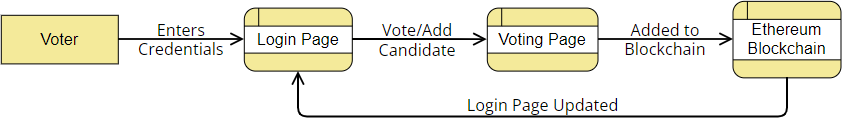 Voter
Enters
Credentials
Login Page
Vote/Add
Candidate
Voting Page
Added to
Blockchain
Ethereum
Blockchain
Login Page Updated